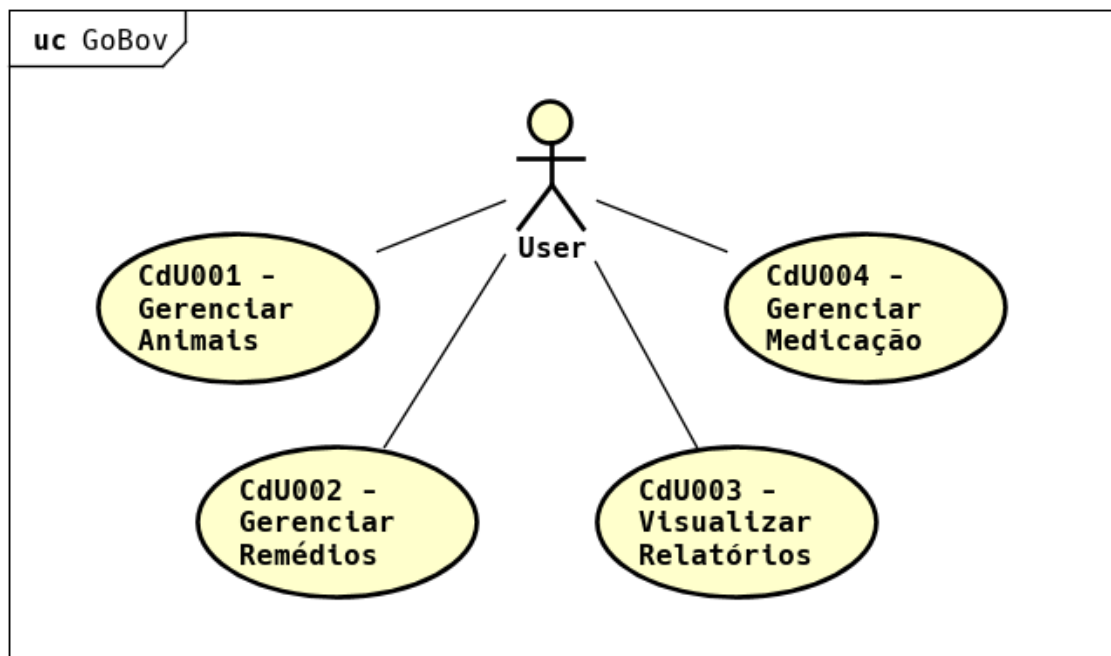 uc GoBov
User
CdU001 -
Gerenciar
Animais
CdU004 -
Gerenciar
Medicação
CdU002 -
Gerenciar
Remédios
CdU003 -
Visualizar
Relatórios